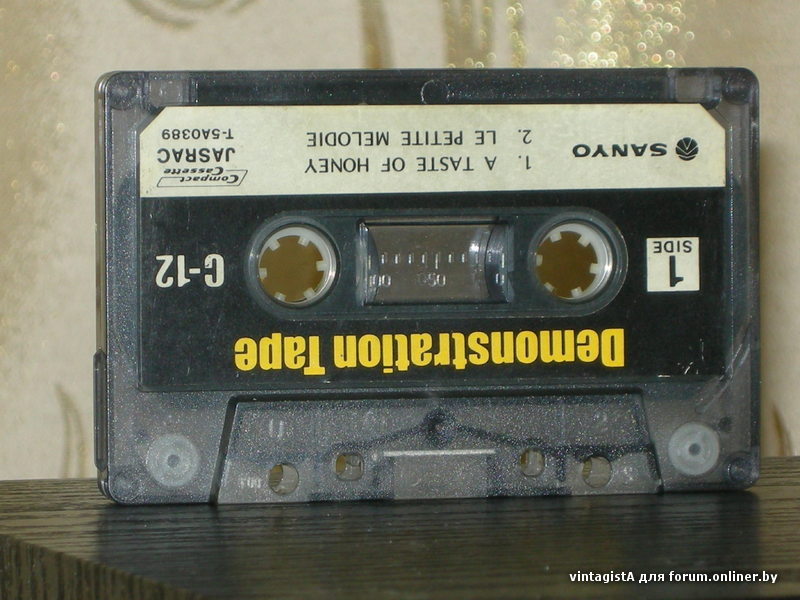 Demonstration Tape
1
SIDE
C-12
50
SANYO
1. A TASTE OF HONEY
2. LE PETITE MELODIE
Compact
Cassette
JASRAC
T-5A0389
vintagistA для forum.onliner.by